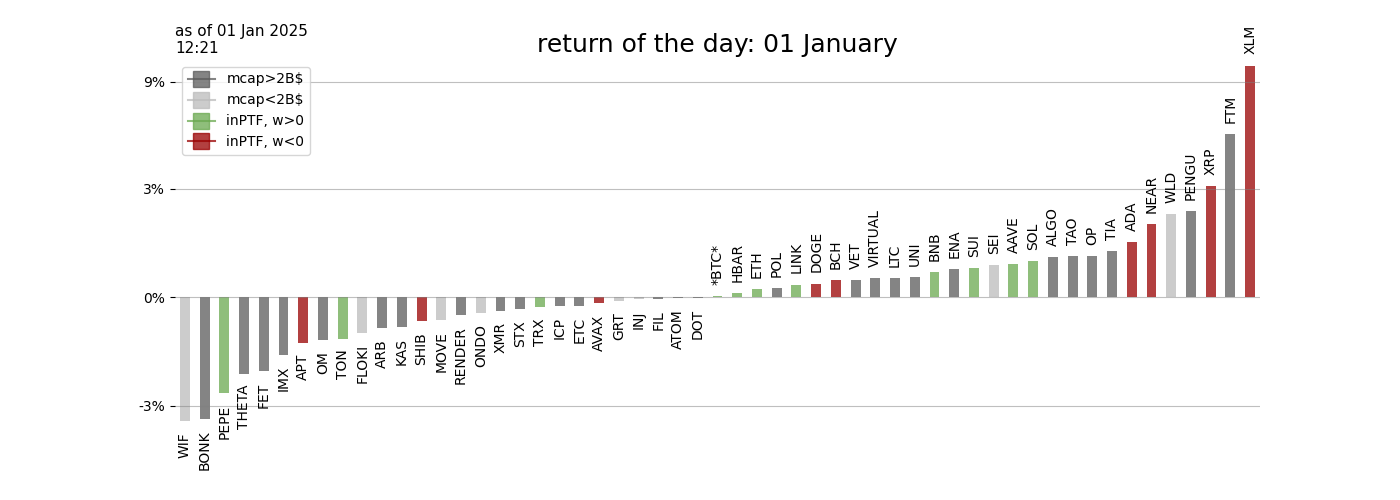 as of 01 Jan 2025
12:21
return of the day: 01 January
mcap>2B$
mcap<2B$
inPTF, w>0
inPTF, w<0
9%
3%
0%
-3%
WIF
BONK
PEPE
THETA
FET
IMX
APT
OM
TON
FLOKI
ARB
KAS
SHIB
MOVE
RENDER
ONDO
XMR
STX
TRX
ICP
ETC
AVAX
GRT
INJ
FIL
ATOM
DOT
*BTC*
HBAR
ETH
POL
LINK
DOGE
BCH
VET
VIRTUAL
LTC
UNI
BNB
ENA
SUI
SEI
AAVE
SOL
ALGO
TAO
OP
TIA
ADA
NEAR
WLD
PENGU
XRP
FTM
XLM